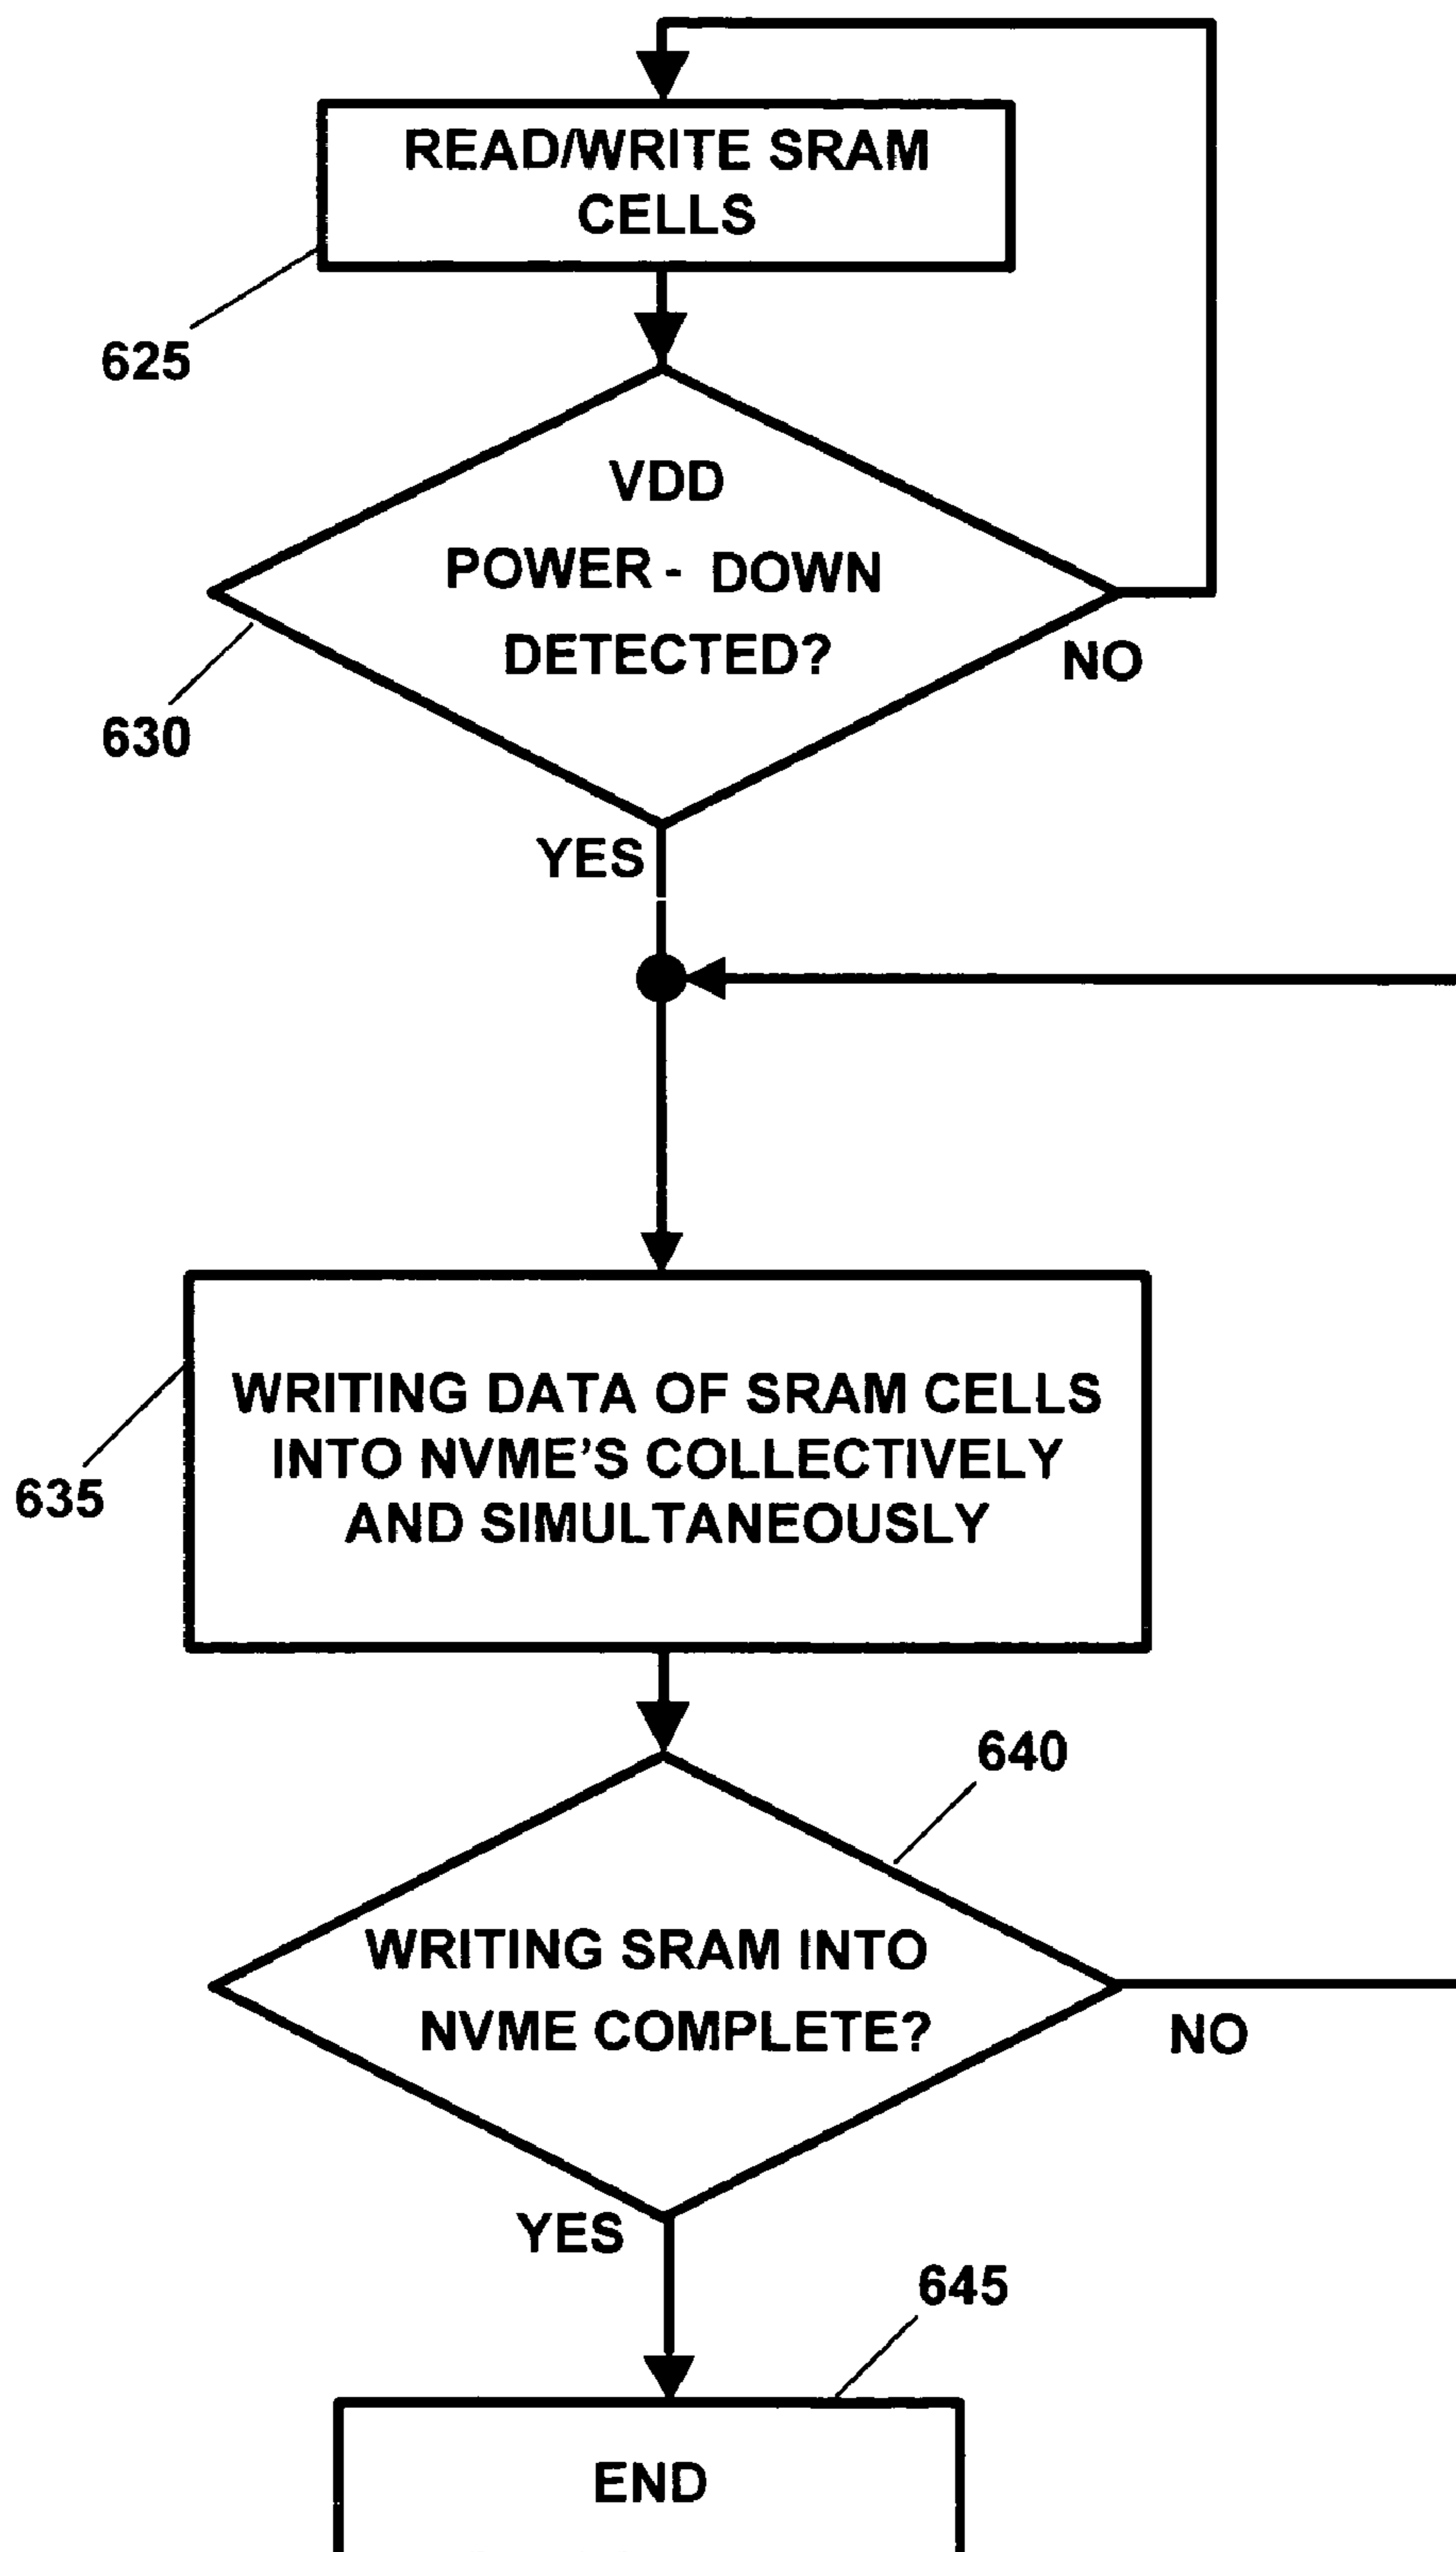 READ/WRITE SRAM
CELLS
625
VDD
POWER - DOWN
DETECTED?
NO
630
YES
WRITING DATA OF SRAM CELLS
INTO NVME'S COLLECTIVELY
AND SIMULTANEOUSLY
635
640
WRITING SRAM INTO
NVME COMPLETE?
NO
YES
645
END